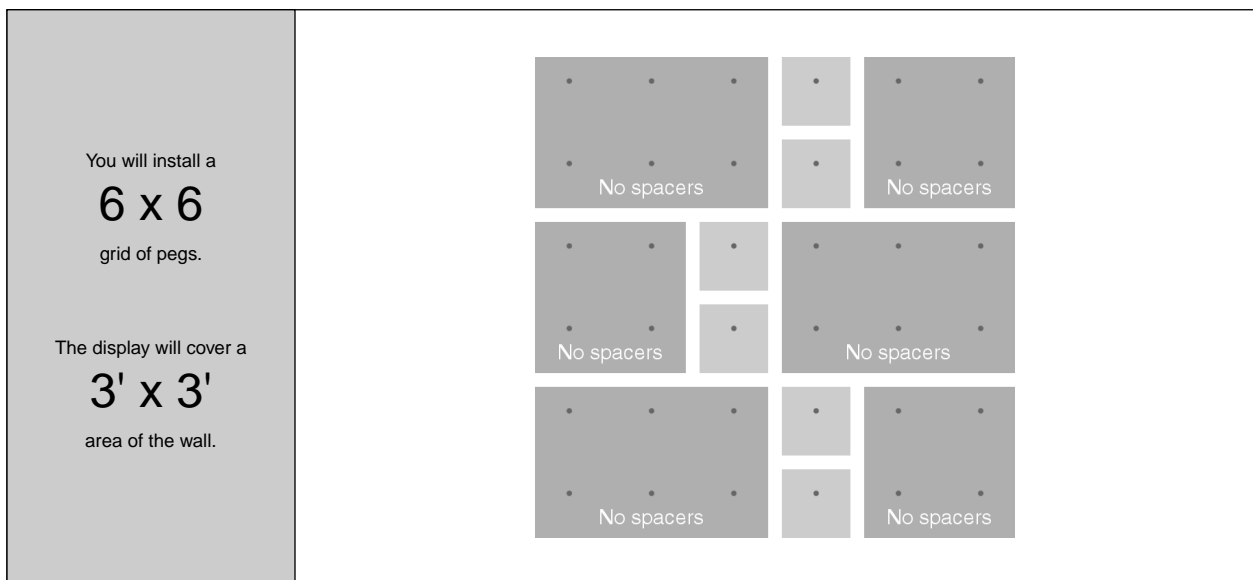 You will install a
6 x 6
grid of pegs.
The display will cover a
3' x 3'
area of the wall.
No spacers
No spacers
No spacers
No spacers
No spacers
No spacers